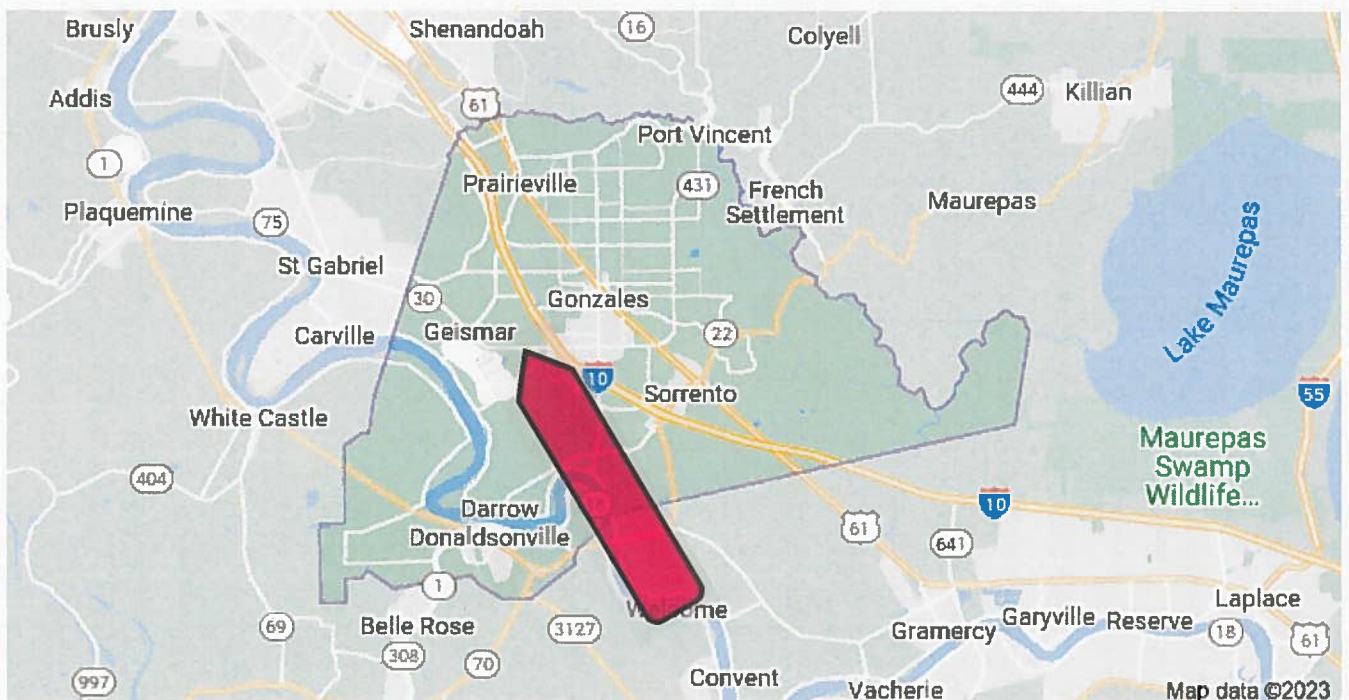 Brusly
Shenandoah
16
Colyell
Addis
61
444
Killian
Port Vincent
1
Prairieville
431
French
Settlement
Maurepas
Plaquemine
75
St Gabriel
30
Gonzales
Lake Maurepas
Carville
Geismar
22
10
Sorrento
55
White Castle
Maurepas
Swamp
Wildlife...
404
10
Darrow
Donaldsonville
61
641
1
Laplace
69
Belle Rose
3127
Gramercy
Garyville
Reserve
18
61
308
70
997
Convent
Vacherie
Map data ©2023